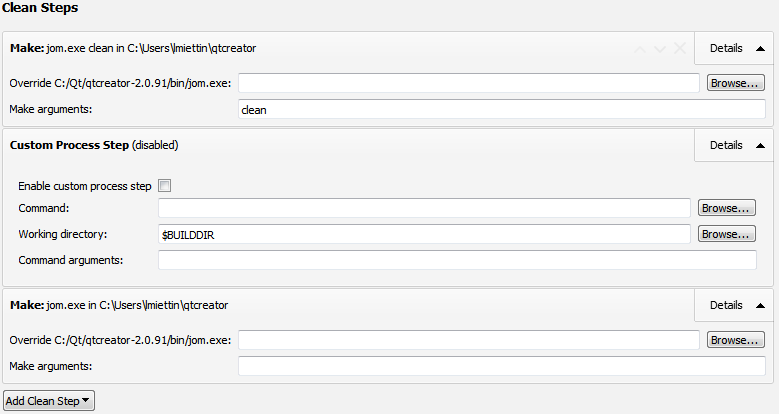 Clean Steps
Make: jom.exe clean in C:\Users\lmiettin\qtcreator Details
Override C:/Qt/qtcreator-2.0.91/bin/jom.exe: Browse...
Make arguments: clean
Custom Process Step (disabled) Details
Enable custom process step
Command: Browse...
Working directory: $BUILDDIR Browse...
Command arguments:
Make: jom.exe in C:\Users\lmiettin\qtcreator Details
Override C:/Qt/qtcreator-2.0.91/bin/jom.exe: Browse...
Make arguments:
Add Clean Step